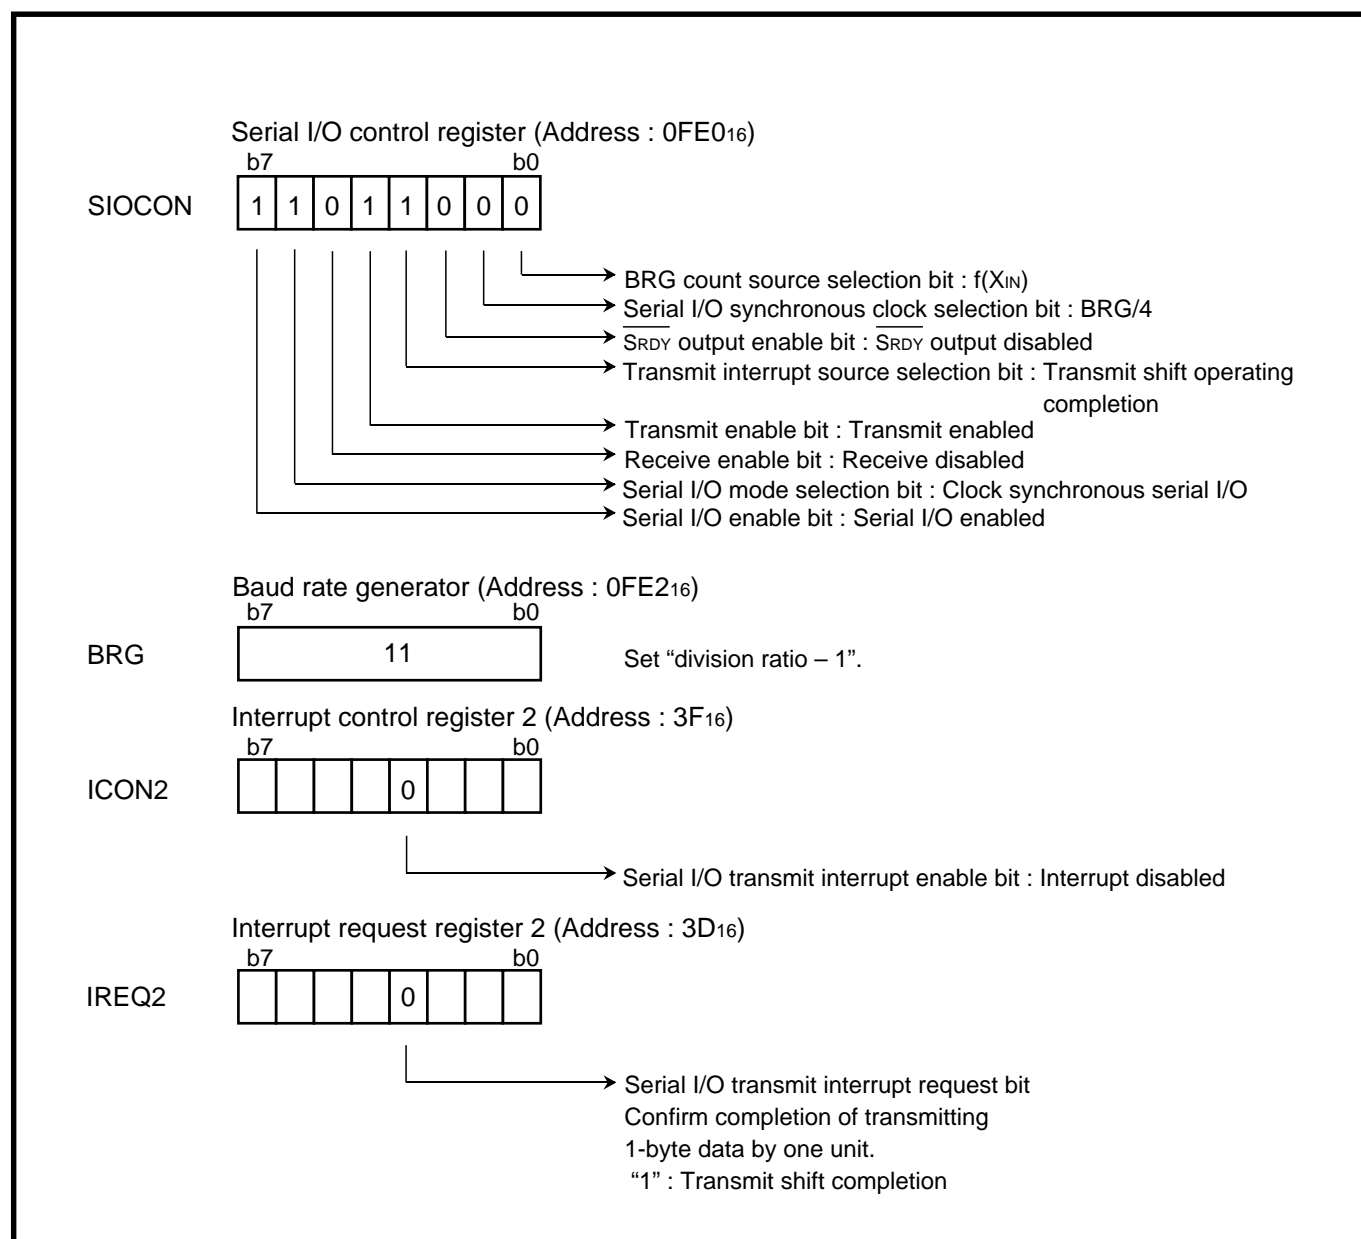 Serial I/O control register (Address : 0FE016)
b7 b0
SIOCON 1 1 0 1 1 0 0 0
BRG count source selection bit : f(XIN)
Serial I/O synchronous clock selection bit : BRG/4
SRDY output enable bit : SRDY output disabled
Transmit interrupt source selection bit : Transmit shift operating
completion
Transmit enable bit : Transmit enabled
Receive enable bit : Receive disabled
Serial I/O mode selection bit : Clock synchronous serial I/O
Serial I/O enable bit : Serial I/O enabled
Baud rate generator (Address : 0FE216)
b7 b0
BRG 11 Set “division ratio – 1”.
Interrupt control register 2 (Address : 3F16)
b7 b0
ICON2 0
Serial I/O transmit interrupt enable bit : Interrupt disabled
Interrupt request register 2 (Address : 3D16)
b7 b0
IREQ2 0
Serial I/O transmit interrupt request bit
Confirm completion of transmitting
1-byte data by one unit.
“1” : Transmit shift completion